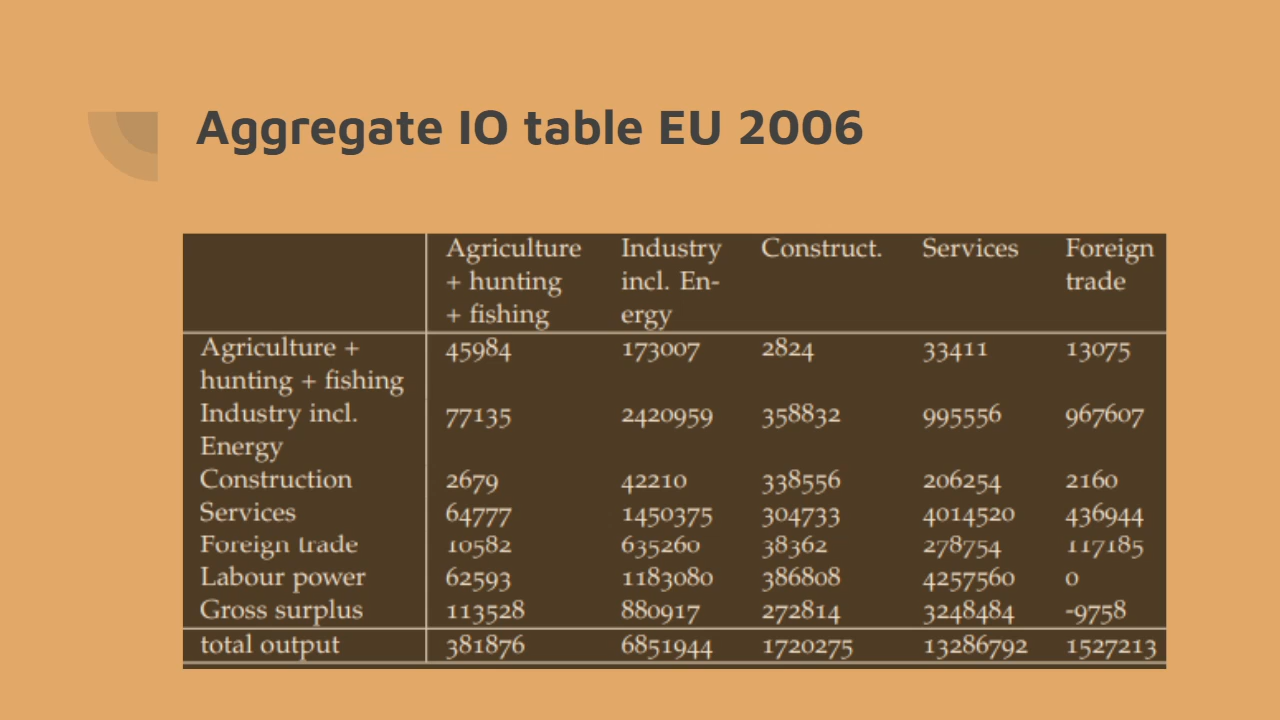 Aggregate IO table EU 2006
Agriculture Industry Construct. Services Foreign
+ hunting incl. En- trade
+ fishing ergy
Agriculture + 45984 173007 2824 33411 13075
hunting + fishing
Industry incl. 77135 2420959 358832 995556 967607
Energy
Construction 2679 42210 338556 206254 2160
Services 64777 1450375 304733 4014520 436944
Foreign trade 10582 635260 38362 278754 117185
Labour power 62593 1183080 386808 4257560 0
Gross surplus 113528 880917 272814 3248484 -9758
total output 381876 6851944 1720275 13286792 1527213